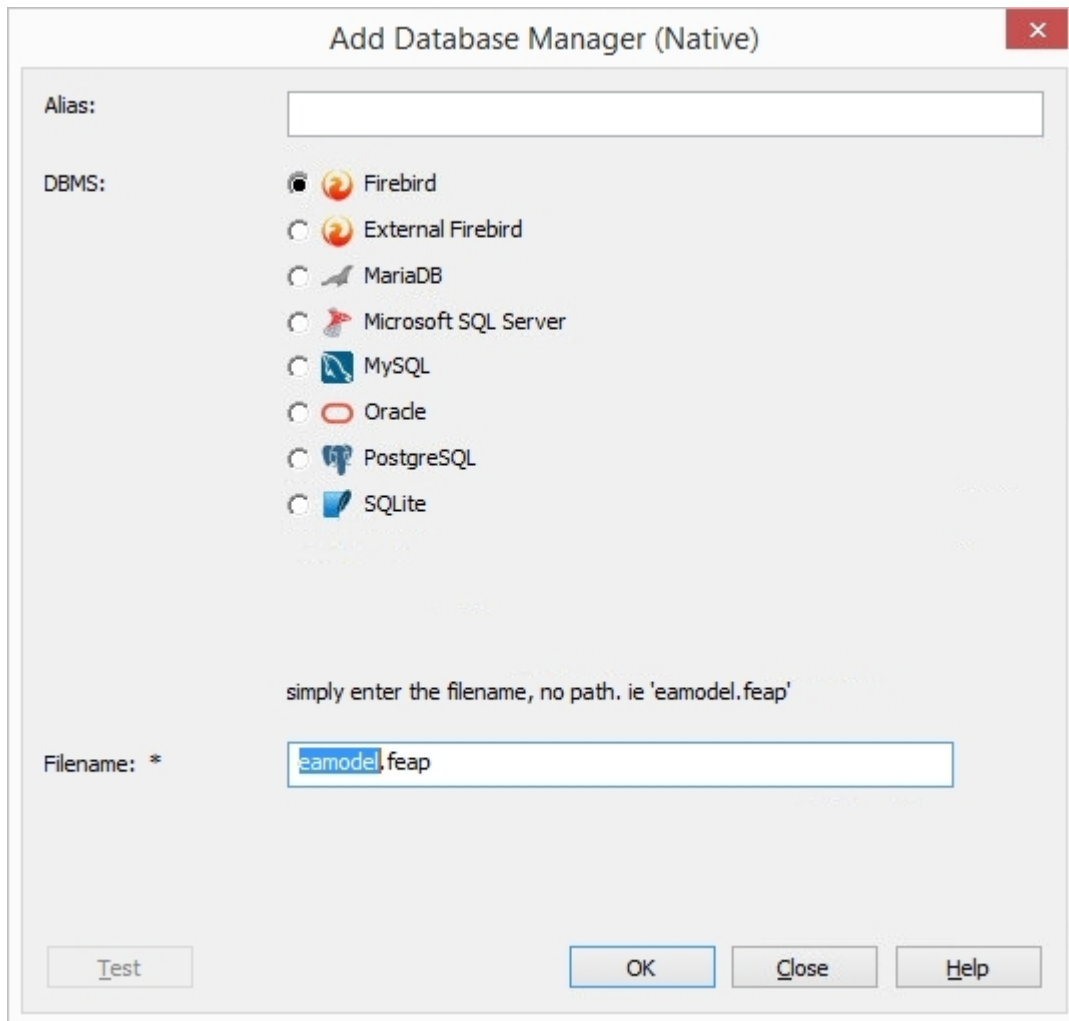 Add Database Manager (Native)
Alias:
DBMS:
Firebird
External Firebird
MariaDB
Microsoft SQL Server
MySQL
Oracle
PostgreSQL
SQLite
simply enter the filename, no path. ie 'eamodel.feap'
Filename: *
eamodel.feap
Test
OK
Close
Help